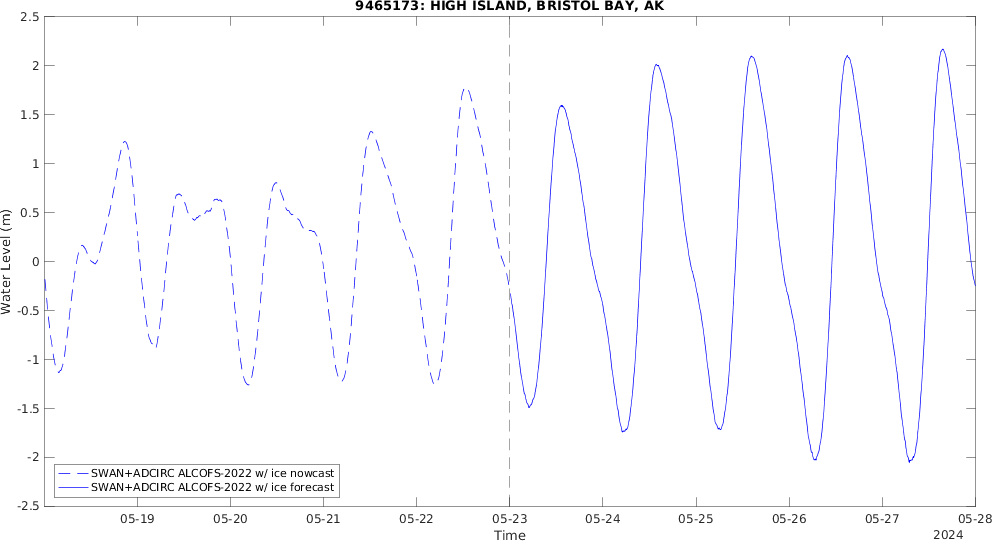 9465173: HIGH ISLAND, BRISTOL BAY, AK
2.5
2
1.5
1
0.5
0
-0.5
-1
-1.5
-2
-2.5
Water Level (m)
SWAN+ADCIRC ALCOFS-2022 w/ ice nowcast
SWAN+ADCIRC ALCOFS-2022 w/ ice forecast
05-19 05-20 05-21 05-22 05-23 05-24 05-25 05-26 05-27 05-28
Time
2024